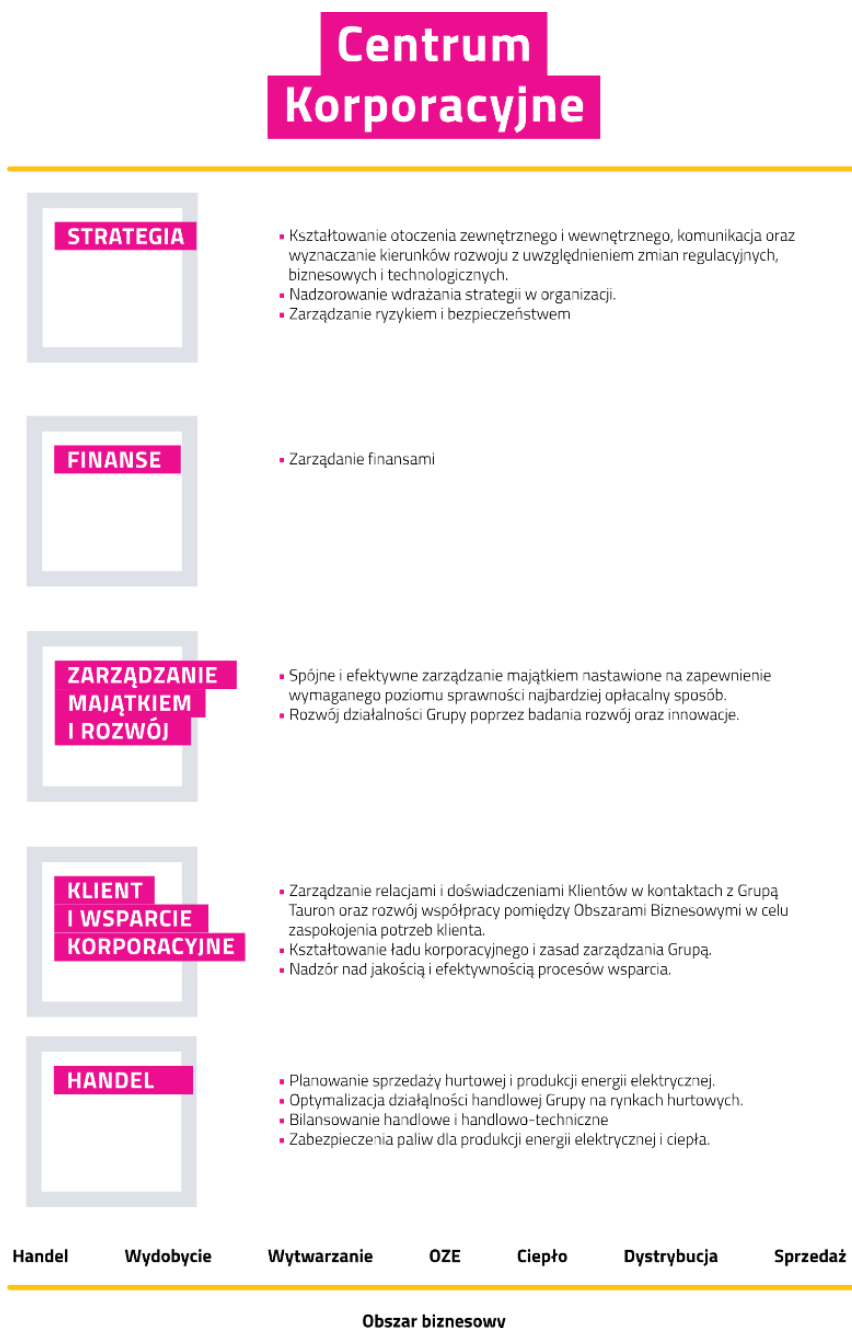 Centrum
Korporacyjne
STRATEGIA
▪ Kształtowanie otoczenia zewnętrznego i wewnętrznego, komunikacja oraz
wyznaczanie kierunków rozwoju z uwzględnieniem zmian regulacyjnych,
biznesowych i technologicznych.
▪ Nadzorowanie wdrażania strategii w organizacji.
▪ Zarządzanie ryzykiem i bezpieczeństwem
FINANSE
▪ Zarządanie finansami
ZARZĄDZANIE
MAJĄTKIEM
I ROZWÓJ
▪ Spójne i efektywne zarządzanie majątkiem nastawione na zapewnienie
wymaganego poziomu sprawności najbardziej opłacalny sposób.
▪ Rozwój działalności Grupy poprzez badania rozwój oraz innowacje.
KLIENT
I WSPARCIE
KORPORACYJNE
▪ Zarządzanie relacjami i doświadczeniami Klientów w kontaktach z Grupą
Tauron oraz rozwój współpracy pomiędzy Obszarami Biznesowymi w celu
zaspokojenia potrzeb klienta.
▪ Kształtowanie ładu korporacyjnego i zasad zarządzania Grupą.
▪ Nadzór nad jakością i efektywnością procesów wsparcia.
HANDEL
▪ Planowanie sprzedaży hurtowej i produkcji energii elektrycznej.
▪ Optymalizacja działąlności handlowej Grupy na rynkach hurtowych.
▪ Bilansowanie handlowe i handlowo-techniczne
▪ Zabezpieczenia paliw dla produkcji energii elektrycznej i ciepła.
Handel Wydobycie Wytwarzanie OZE Ciepło Dystrybucja Sprzedaż
Obszar biznesowy